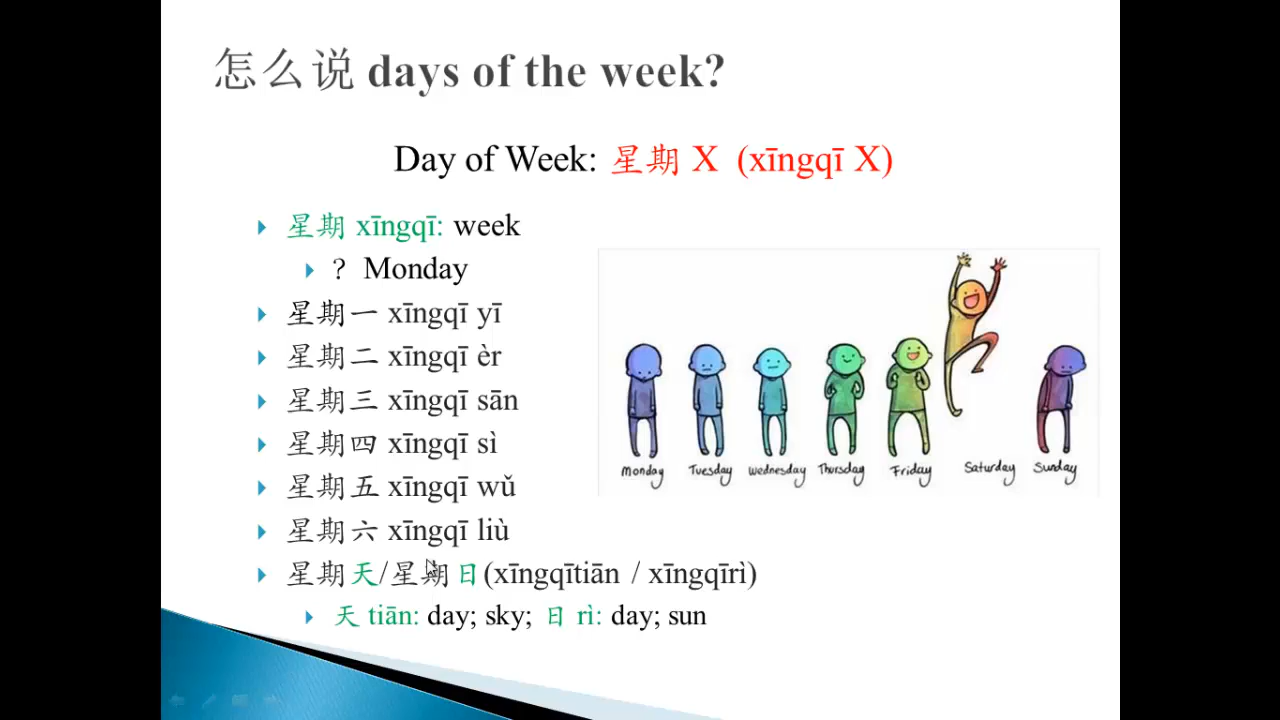 怎么说 days of the week?
Day of Week: 星期 X (xīngqī X)
星期 xīngqī: week
? Monday
星期一 xīngqī yī
星期二 xīngqī èr
星期三 xīngqī sān
星期四 xīngqī sì
星期五 xīngqī wǔ
星期六 xīngqī liù
星期天/星期日(xīngqītiān / xīngqīrì)
天 tiān: day; sky; 日 rì: day; sun
Monday Tuesday Wednesday Thursday Friday Saturday Sunday